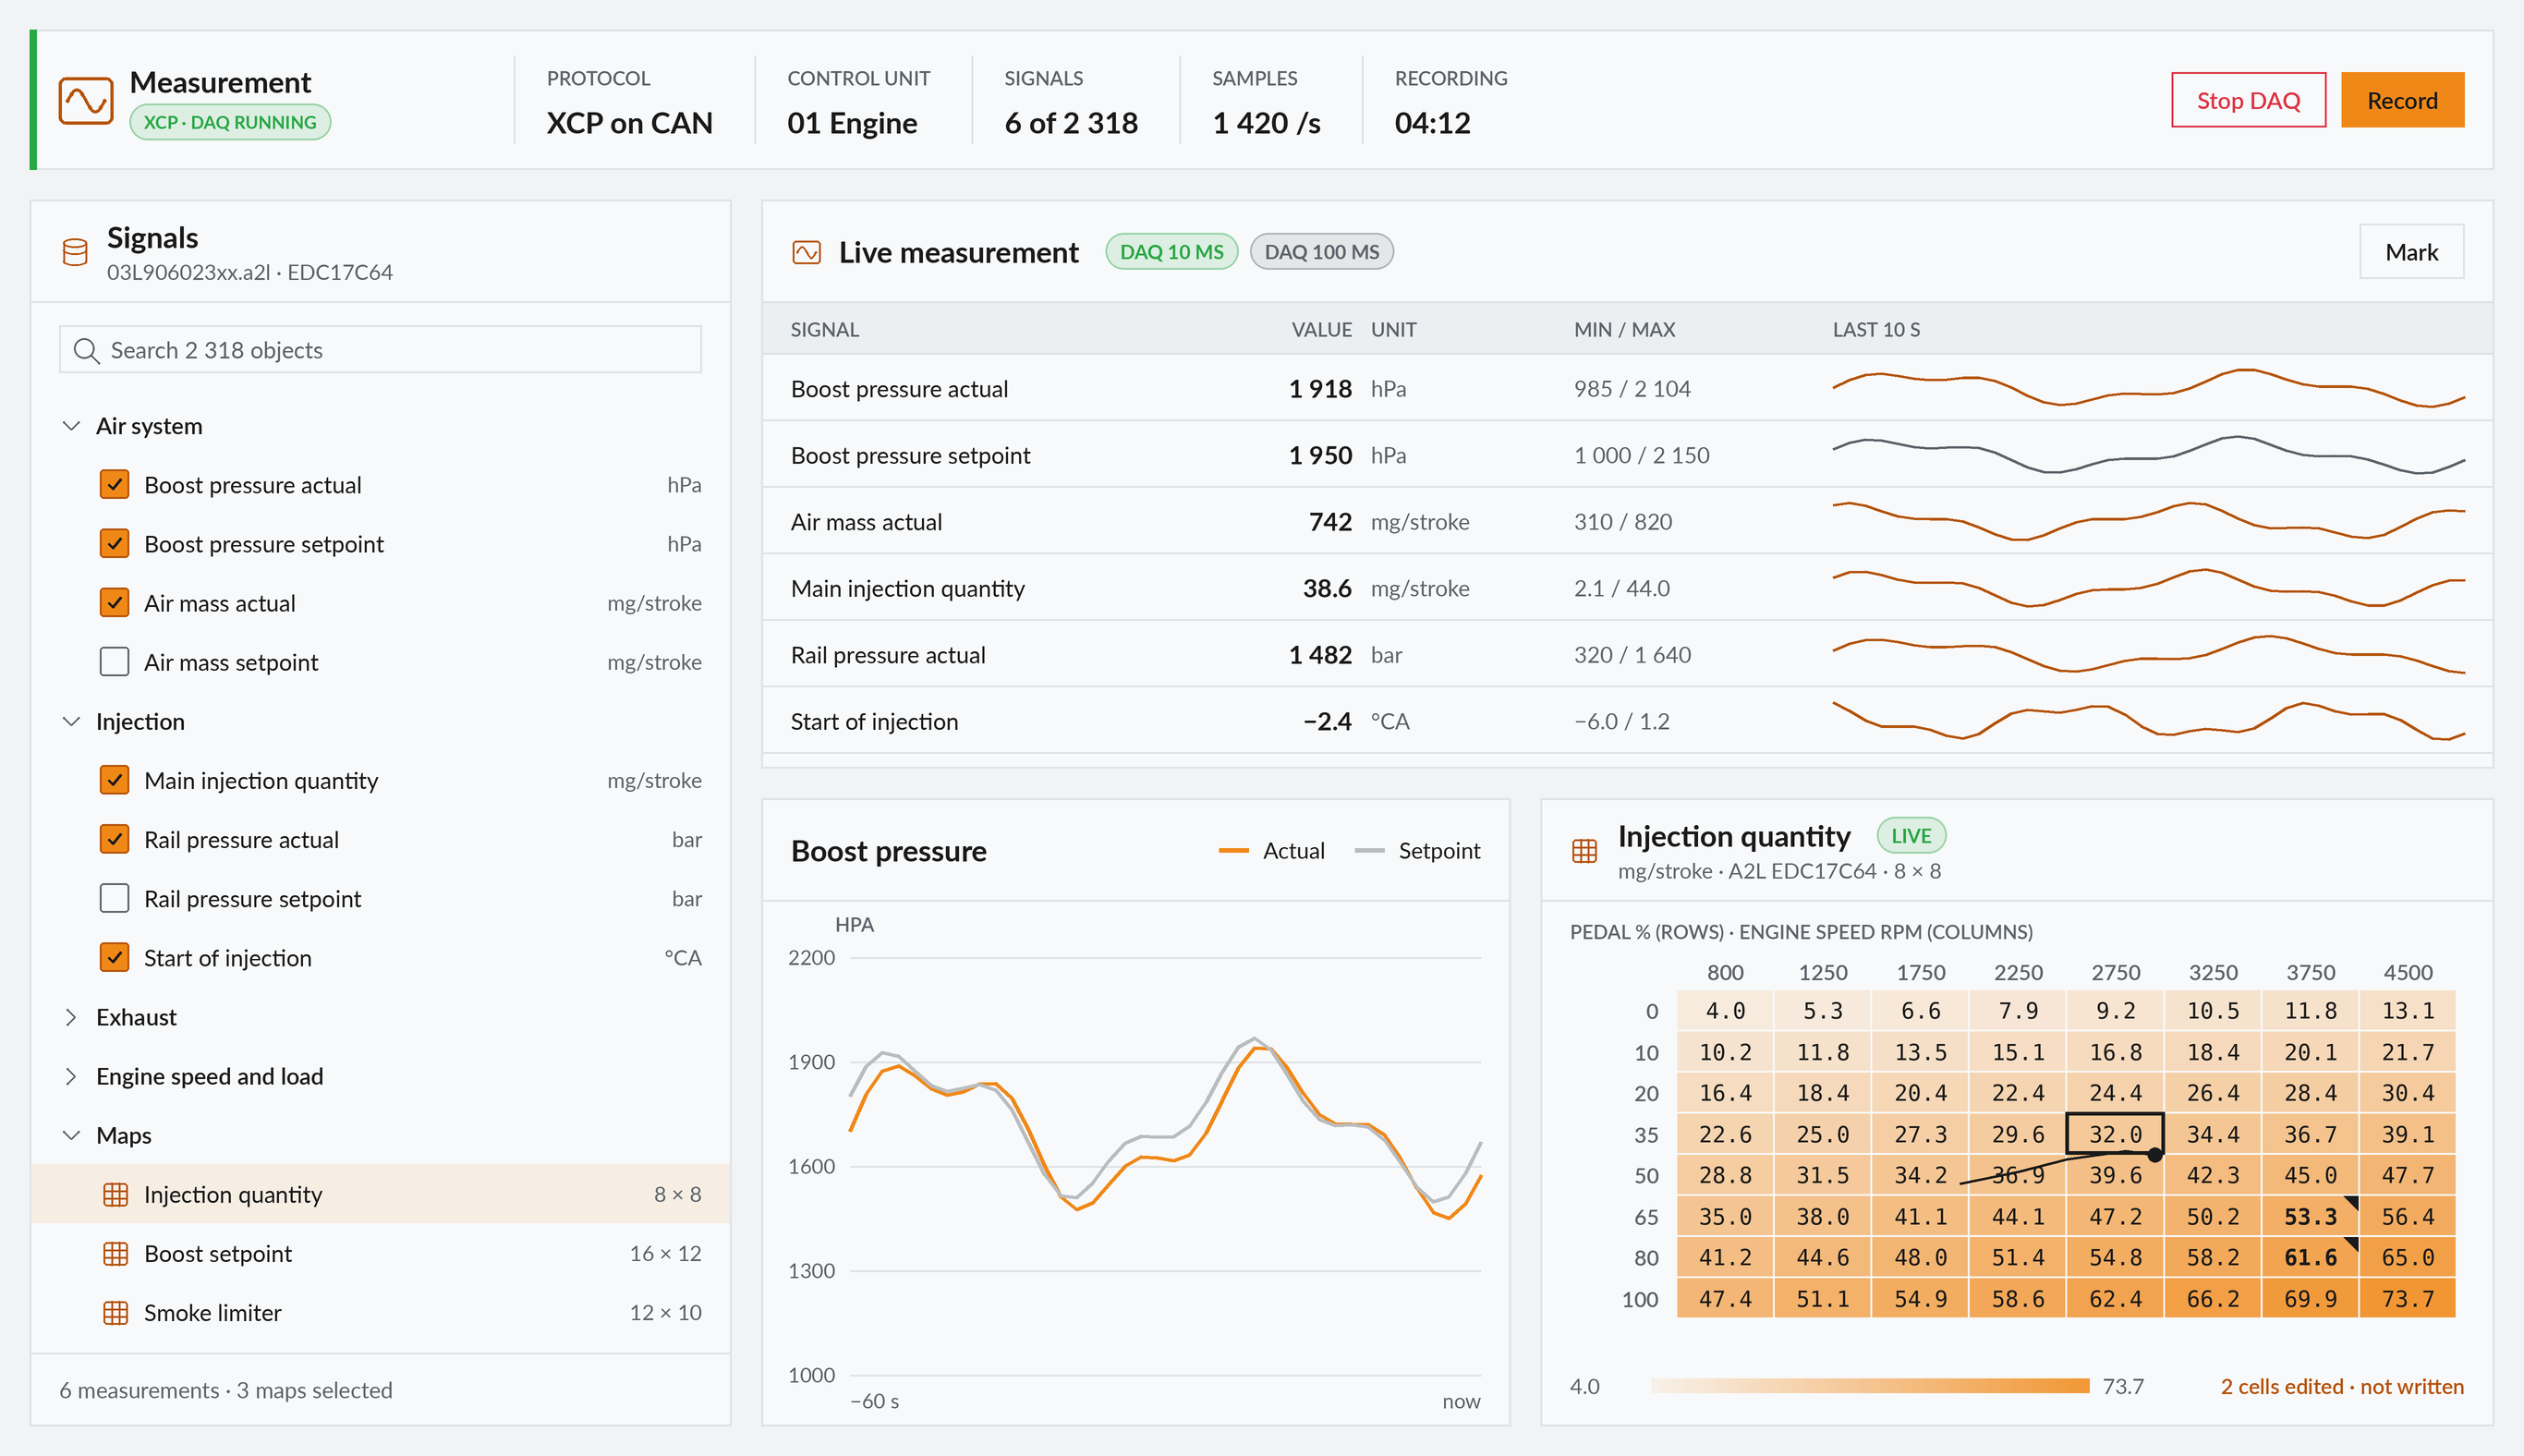 Measurement
XCP · DAQ RUNNING
PROTOCOL
XCP on CAN
CONTROL UNIT
01 Engine
SIGNALS
6 of 2 318
SAMPLES
1 420 /s
RECORDING
04:12
Stop DAQ
Record
Signals
03L906023xx.a2l · EDC17C64
Search 2 318 objects
Air system
Boost pressure actual hPa
Boost pressure setpoint hPa
Air mass actual mg/stroke
Air mass setpoint mg/stroke
Injection
Main injection quantity mg/stroke
Rail pressure actual bar
Rail pressure setpoint bar
Start of injection °CA
Exhaust
Engine speed and load
Maps
Injection quantity 8 × 8
Boost setpoint 16 × 12
Smoke limiter 12 × 10
6 measurements · 3 maps selected
Live measurement DAQ 10 MS DAQ 100 MS Mark
SIGNAL VALUE UNIT MIN / MAX LAST 10 S
Boost pressure actual 1 918 hPa 985 / 2 104
Boost pressure setpoint 1 950 hPa 1 000 / 2 150
Air mass actual 742 mg/stroke 310 / 820
Main injection quantity 38.6 mg/stroke 2.1 / 44.0
Rail pressure actual 1 482 bar 320 / 1 640
Start of injection −2.4 °CA −6.0 / 1.2
Boost pressure Actual Setpoint
HPA
2200
1900
1600
1300
1000
−60 s now
Injection quantity LIVE
mg/stroke · A2L EDC17C64 · 8 × 8
PEDAL % (ROWS) · ENGINE SPEED RPM (COLUMNS)
800 1250 1750 2250 2750 3250 3750 4500
0 4.0 5.3 6.6 7.9 9.2 10.5 11.8 13.1
10 10.2 11.8 13.5 15.1 16.8 18.4 20.1 21.7
20 16.4 18.4 20.4 22.4 24.4 26.4 28.4 30.4
35 22.6 25.0 27.3 29.6 32.0 34.4 36.7 39.1
50 28.8 31.5 34.2 36.9 39.6 42.3 45.0 47.7
65 35.0 38.0 41.1 44.1 47.2 50.2 53.3 56.4
80 41.2 44.6 48.0 51.4 54.8 58.2 61.6 65.0
100 47.4 51.1 54.9 58.6 62.4 66.2 69.9 73.7
4.0 73.7 2 cells edited · not written